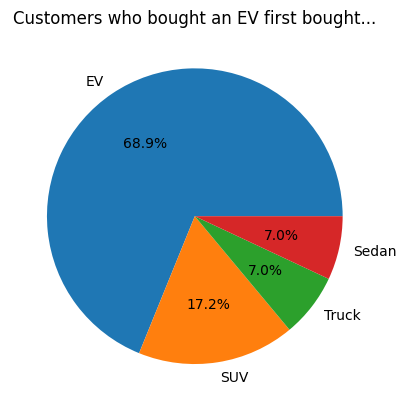 Customers who bought an EV first bought...
EV
68.9%
7.0%
Sedan
7.0%
17.2%
Truck
SUV